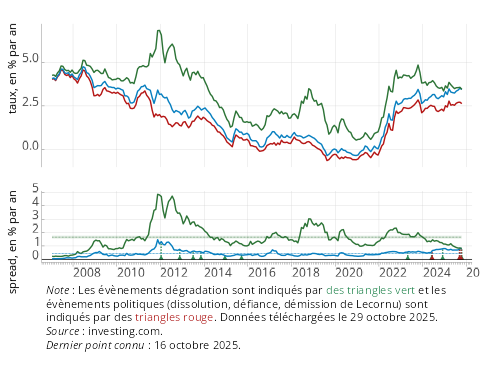 taux, en % par an
5.0
2.5
0.0
spread, en % par an
5
4
3
2
1
0
2008 2010 2012 2014 2016 2018 2020 2022 2024 20
Note : Les évènements dégradation sont indiqués par des triangles vert et les
évènements politiques (dissolution, défiance, démission de Lecornu) sont
indiqués par des triangles rouge. Données téléchargées le 29 octobre 2025.
Source : investing.com.
Dernier point connu : 16 octobre 2025.